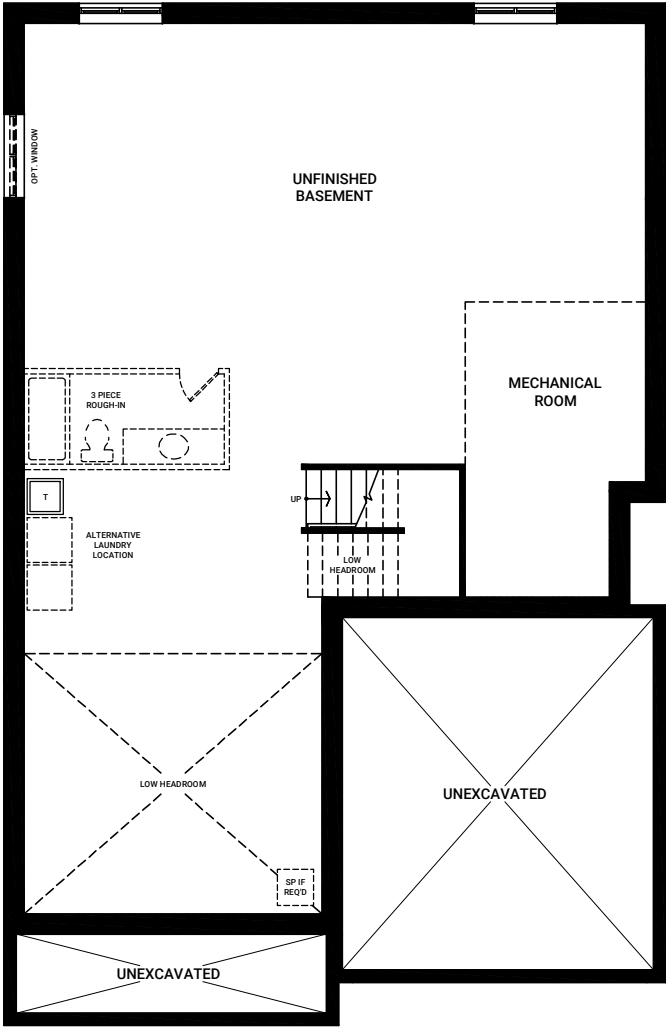 OPT. WINDOW
UNFINISHED
BASEMENT
MECHANICAL
ROOM
3 PIECE
ROUGH-IN
T
UP
ALTERNATIVE
LAUNDRY
LOCATION
LOW
HEADROOM
LOW HEADROOM
UNEXCAVATED
SP IF
REQ'D
UNEXCAVATED